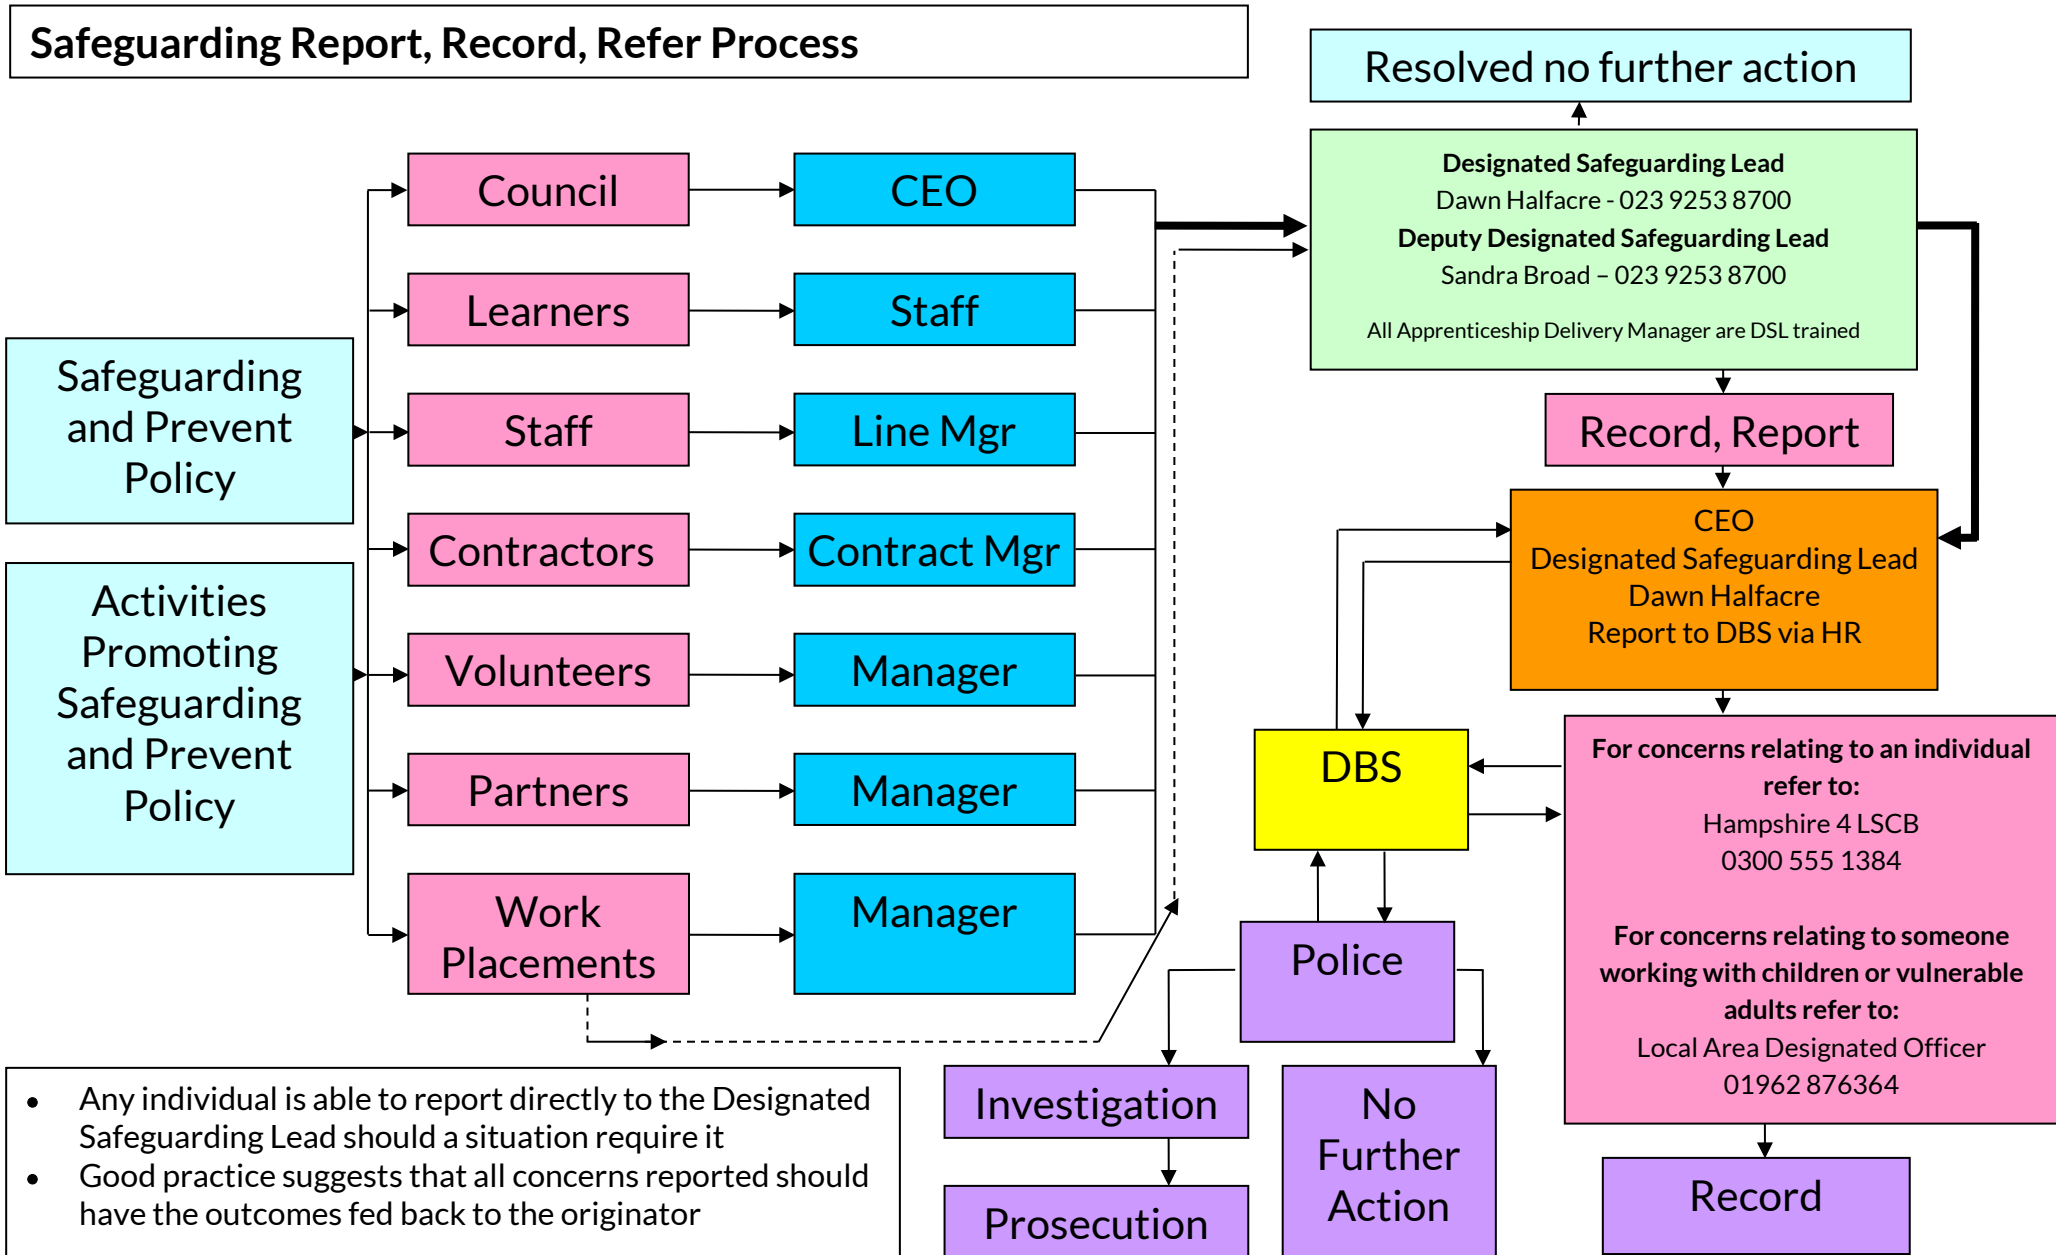 Safeguarding Report, Record, Refer Process
Resolved no further action
Designated Safeguarding Lead
Dawn Halfacre - 023 9253 8700
Deputy Designated Safeguarding Lead
Sandra Broad – 023 9253 8700
All Apprenticeship Delivery Manager are DSL trained
Council
CEO
Learners
Staff
Staff
Line Mgr
Contractors
Contract Mgr
Volunteers
Manager
Partners
Manager
Work
Placements
Manager
Safeguarding
and Prevent
Policy
Activities
Promoting
Safeguarding
and Prevent
Policy
Record, Report
CEO
Designated Safeguarding Lead
Dawn Halfacre
Report to DBS via HR
DBS
For concerns relating to an individual
refer to:
Hampshire 4 LSCB
0300 555 1384
For concerns relating to someone
working with children or vulnerable
adults refer to:
Local Area Designated Officer
01962 876364
Police
Investigation
No
Further
Action
Prosecution
Record
• Any individual is able to report directly to the Designated
Safeguarding Lead should a situation require it
• Good practice suggests that all concerns reported should
have the outcomes fed back to the originator